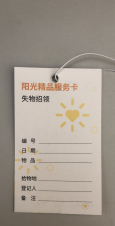 阳光精品服务卡
失物招领
编 号
日 期
物 品
拾物地
登记人
备 注